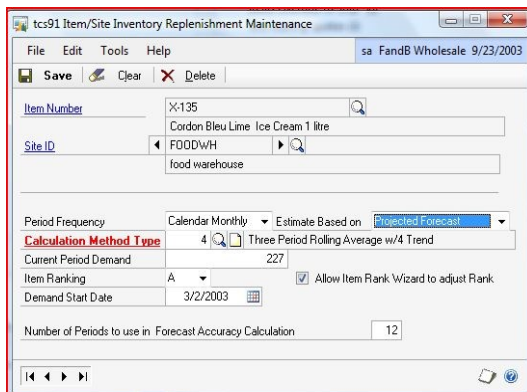 tcs91 Item/Site Inventory Replenishment Maintenance
File Edit Tools Help sa FandB Wholesale 9/23/2003
Save Clear Delete
Item Number X-135
Cordon Bleu Lime Ice Cream 1 litre
Site ID FOODWH
food warehouse
Period Frequency Calendar Monthly Estimate Based on Projected Forecast
Calculation Method Type 4 Three Period Rolling Average w/4 Trend
Current Period Demand 227
Item Ranking A Allow Item Rank Wizard to adjust Rank
Demand Start Date 3/2/2003
Number of Periods to use in Forecast Accuracy Calculation 12